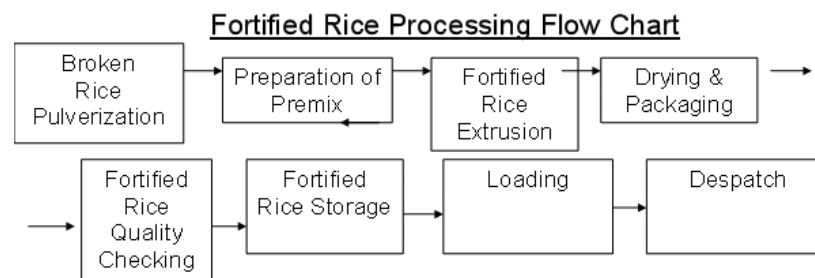 Fortified Rice Processing Flow Chart
Broken
Rice
Pulverization
Preparation of
Premix
Fortified
Rice
Extrusion
Drying &
Packaging
Fortified
Rice
Quality
Checking
Fortified
Rice Storage
Loading
Despatch